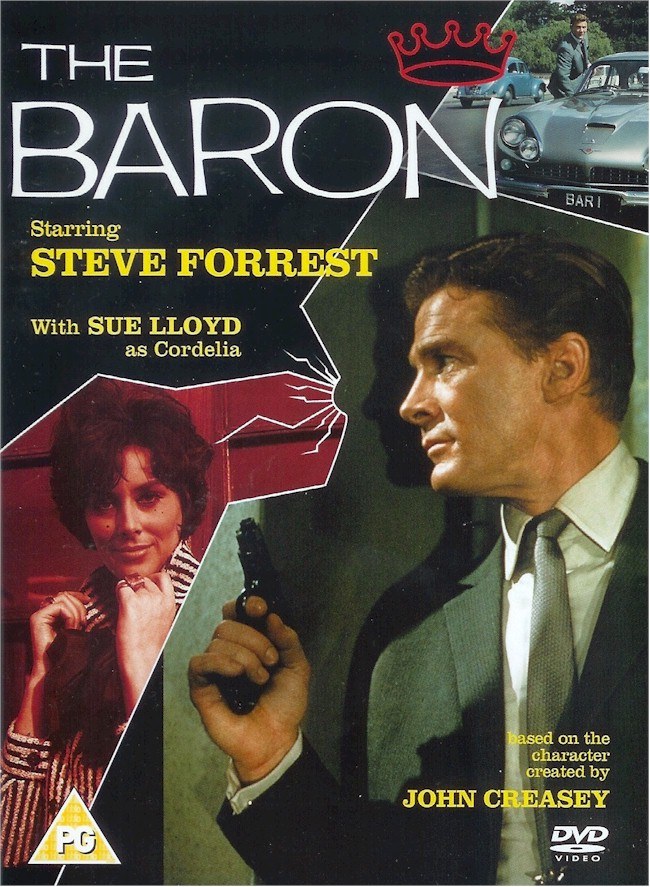 THE
BARON
BAR 1
Starring
STEVE FORREST
With SUE LLOYD
as Cordelia
based on the
character
created by
JOHN CREASEY
PG
DVD
VIDEO